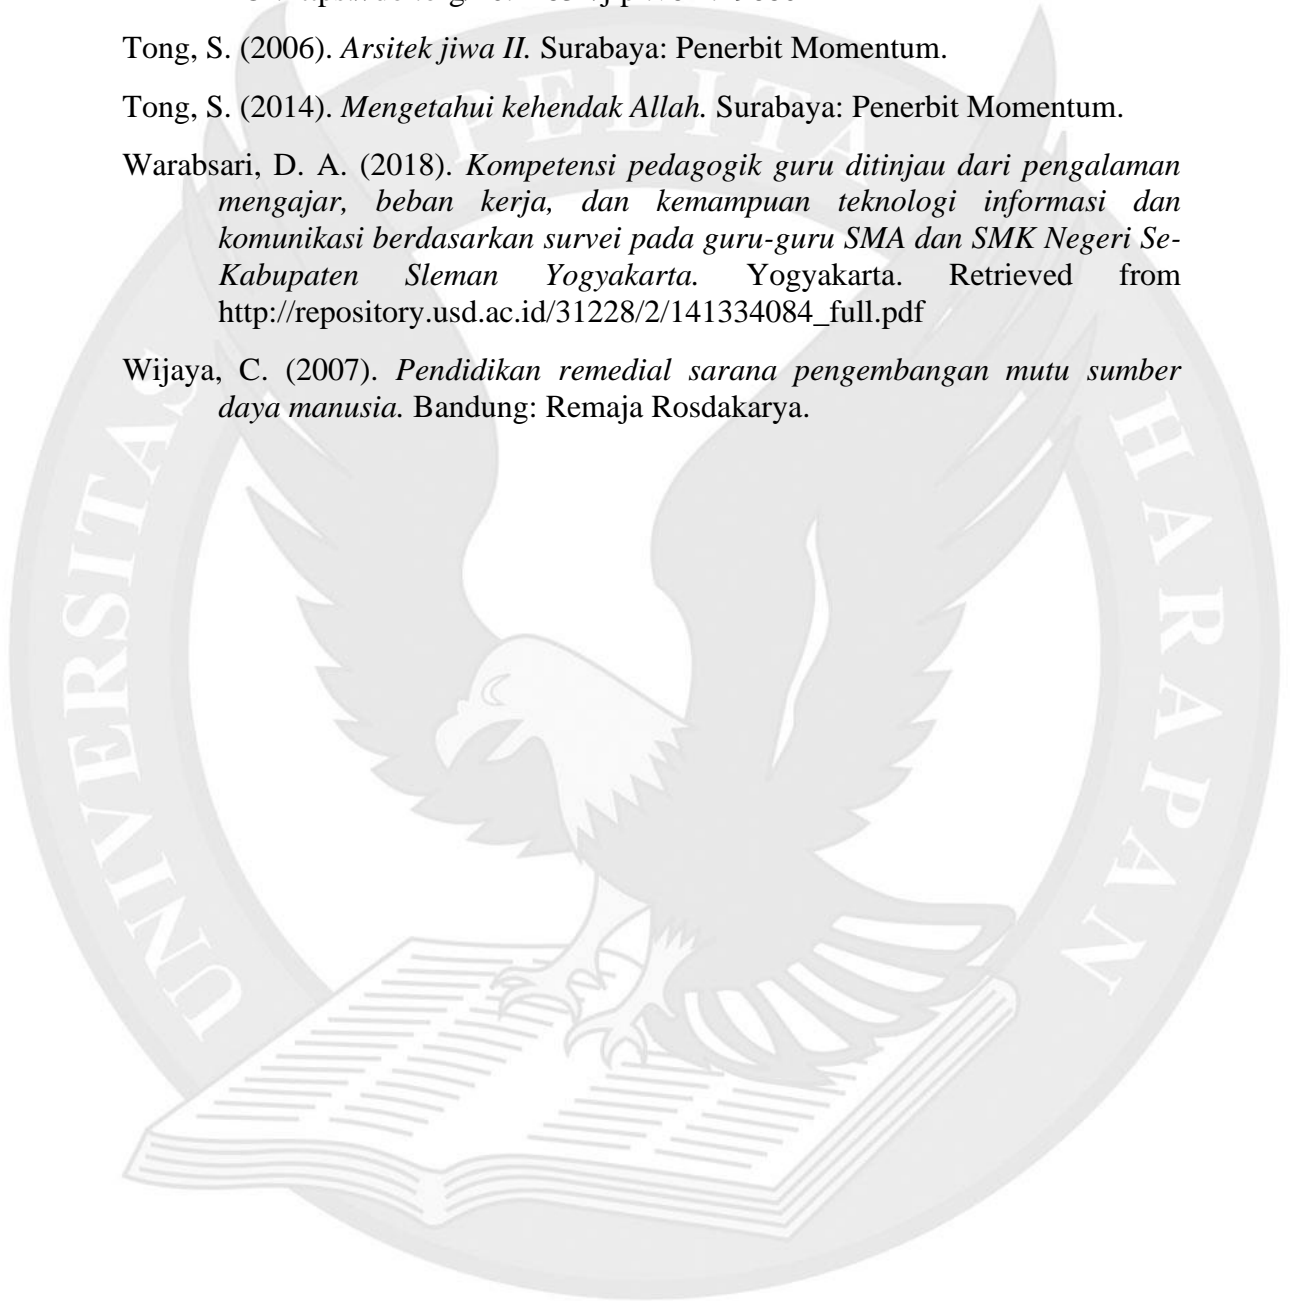 Tong, S. (2006). Arsitek jiwa II. Surabaya: Penerbit Momentum.
Tong, S. (2014). Mengetahui kehendak Allah. Surabaya: Penerbit Momentum.
Warabsari, D. A. (2018). Kompetensi pedagogik guru ditinjau dari pengalaman
mengajar, beban kerja, dan kemampuan teknologi informasi dan
komunikasi berdasarkan survei pada guru-guru SMA dan SMK Negeri Se-
Kabupaten Sleman Yogyakarta. Yogyakarta. Retrieved from
http://repository.usd.ac.id/31228/2/141334084_full.pdf
Wijaya, C. (2007). Pendidikan remedial sarana pengembangan mutu sumber
daya manusia. Bandung: Remaja Rosdakarya.
UNIVERSITAS PELITA HARAPAN